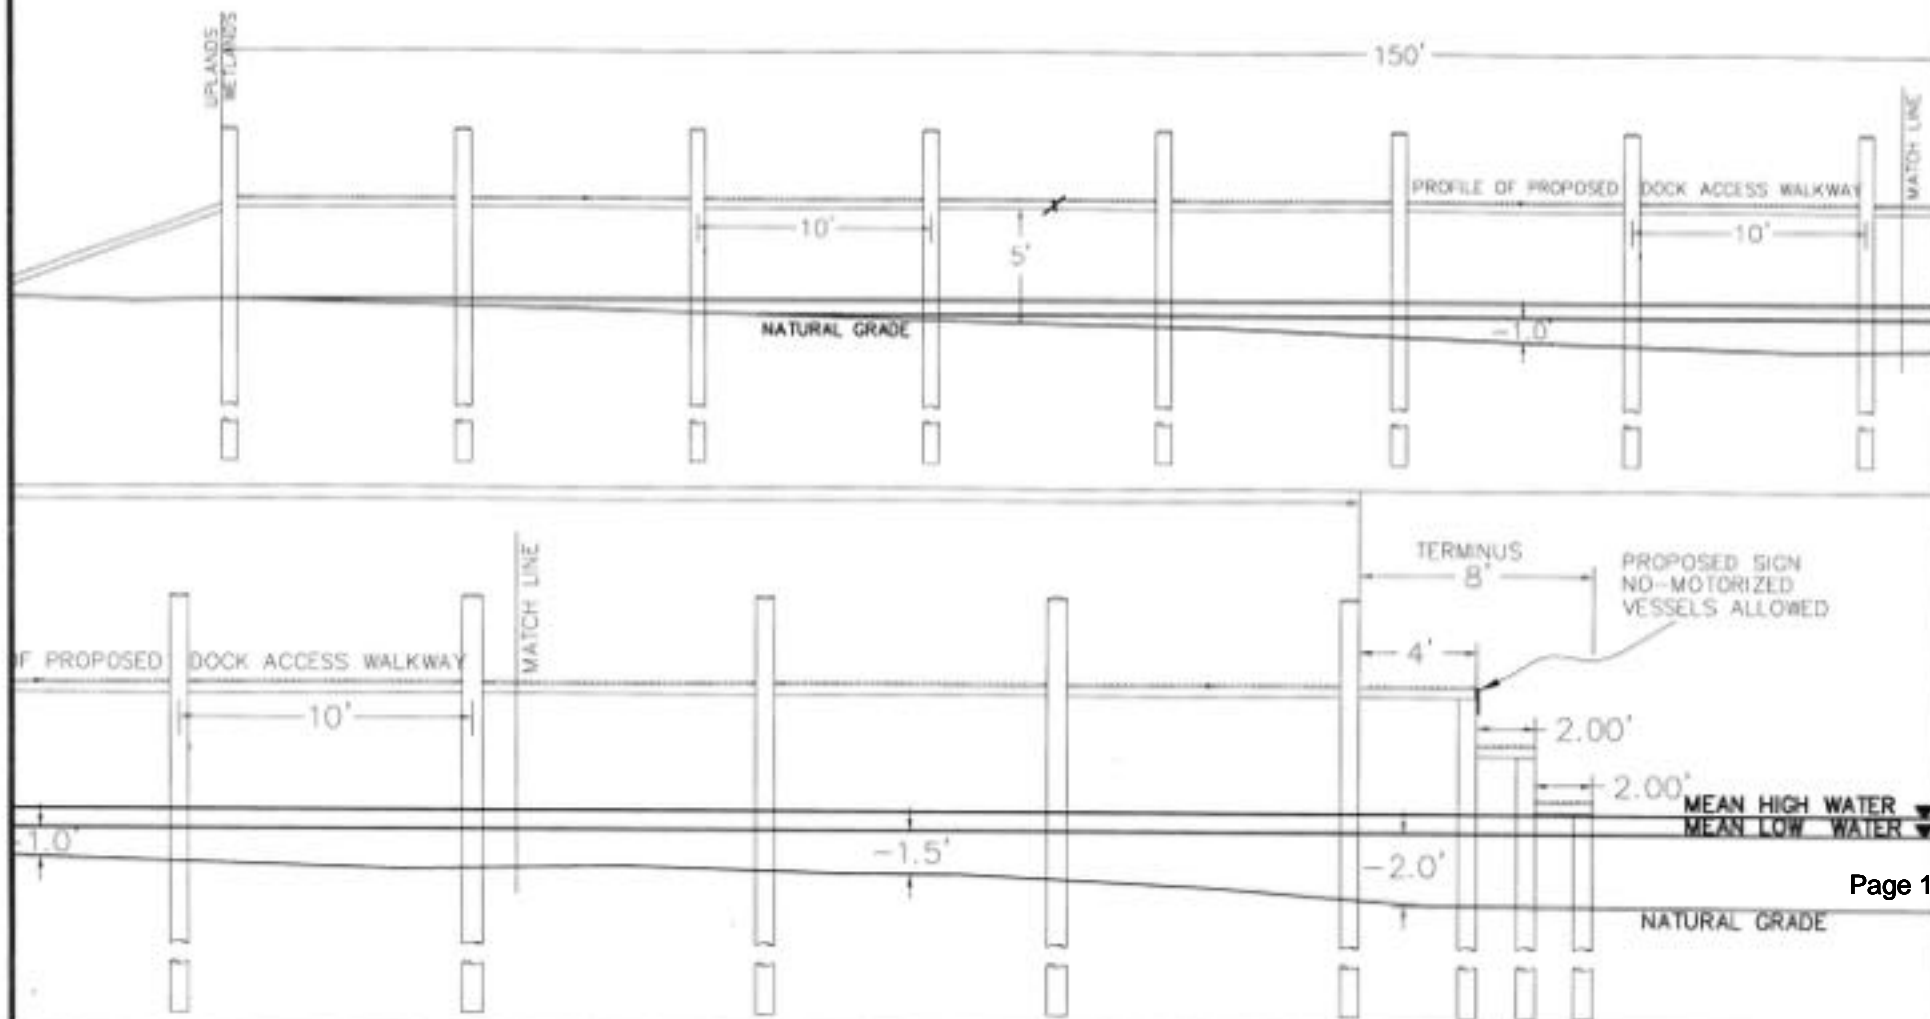 UPLANDS
WETLANDS
150'
MATCH LINE
PROFILE OF PROPOSED DOCK ACCESS WALKWAY
10'
5'
10'
NATURAL GRADE
-1.0'
MATCH LINE
TERMINUS
8'
PROPOSED SIGN
NO-MOTORIZED
VESSELS ALLOWED
4'
OF PROPOSED DOCK ACCESS WALKWAY
10'
2.00'
2.00'
MEAN HIGH WATER
MEAN LOW WATER
-1.0'
-1.5'
-2.0'
Page 1
NATURAL GRADE